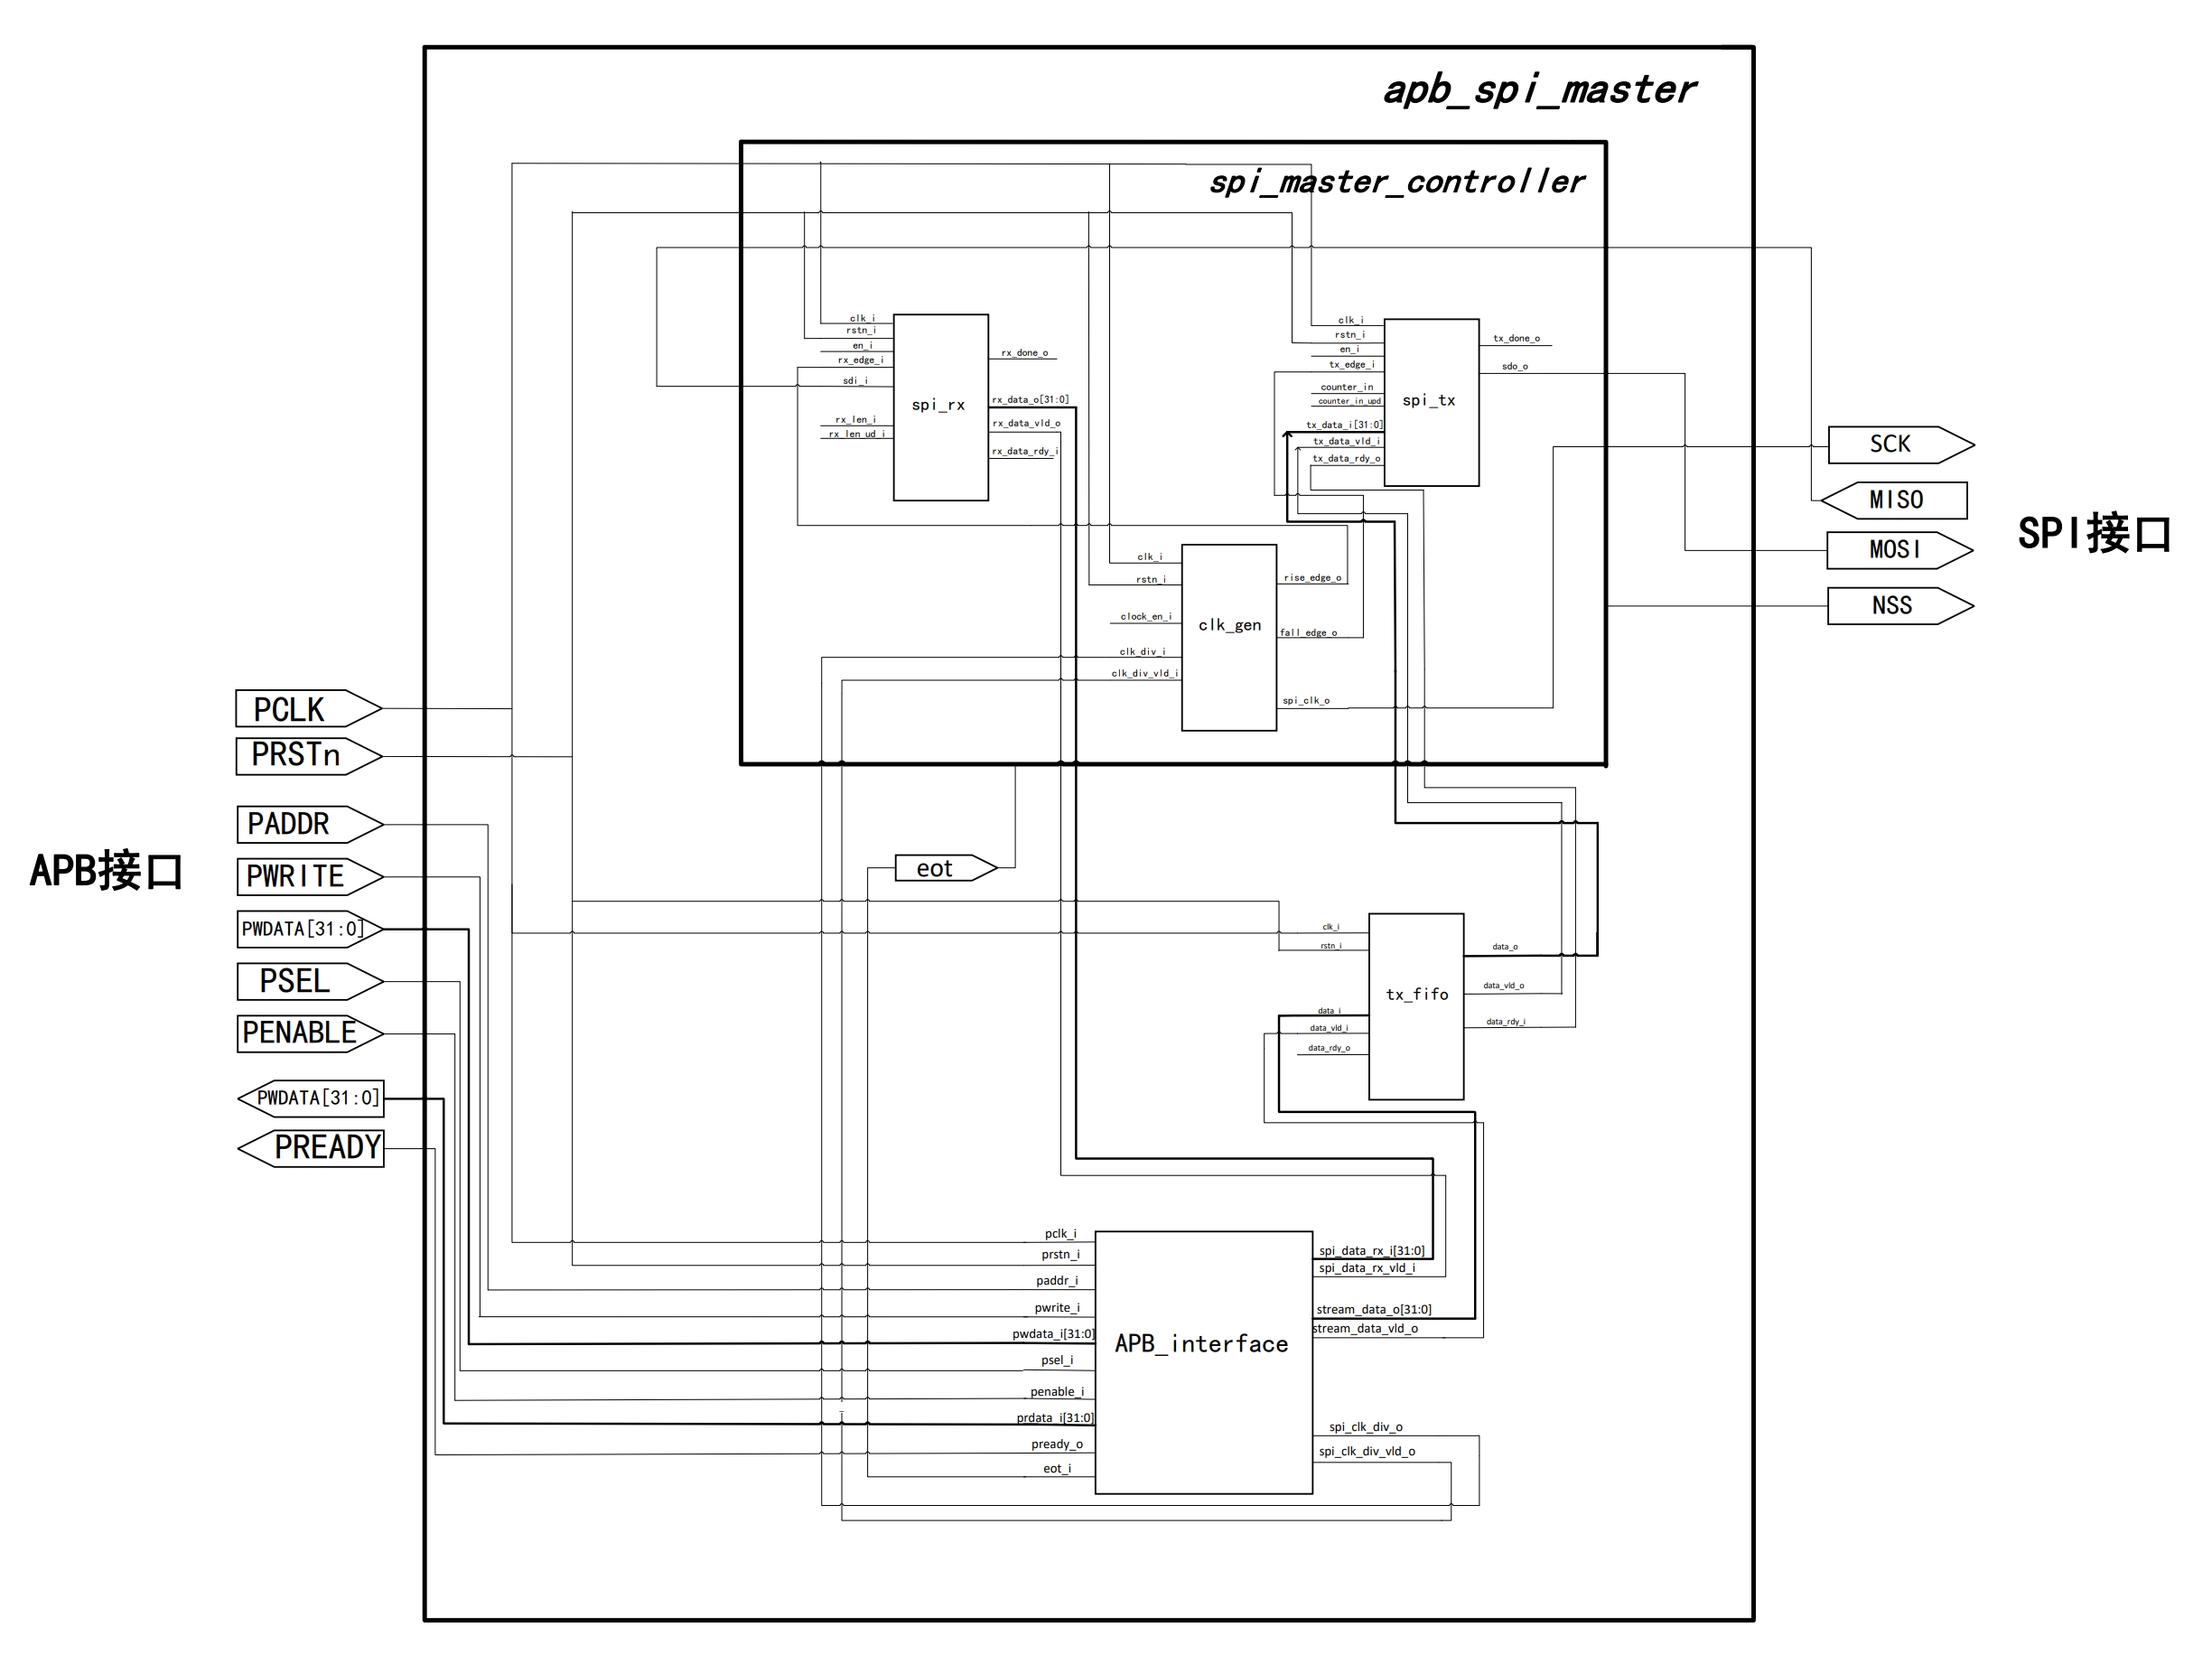 apb_spi_master
spi_master_controller
clk_i
rstn_i
en_i
rx_edge_i
sdi_i
rx_len_i
rx_len_ud_i
spi_rx
rx_done_o
rx_data_o[31:0]
rx_data_vld_o
rx_data_rdy_i
clk_i
rstn_i
en_i
tx_edge_i
counter_in
counter_in_upd
tx_data_i[31:0]
tx_data_vld_i
tx_data_rdy_o
spi_tx
tx_done_o
sdo_o
clk_i
rstn_i
clock_en_i
clk_div_i
clk_div_vld_i
clk_gen
rise_edge_o
fall_edge_o
spi_clk_o
SCK
MISO
MOSI
NSS
SPI接口
PCLK
PRSTn
PADDR
PWRITE
PWDATA[31:0]
PSEL
PENABLE
PWDATA[31:0]
PREADY
APB接口
eot
clk_i
rstn_i
data_i
data_vld_i
data_rdy_o
tx_fifo
data_o
data_vld_o
data_rdy_i
pclk_i
prstn_i
paddr_i
pwrite_i
pwdata_i[31:0]
psel_i
penable_i
prdata_i[31:0]
pready_o
eot_i
APB_interface
spi_data_rx_i[31:0]
spi_data_rx_vld_i
stream_data_o[31:0]
stream_data_vld_o
spi_clk_div_o
spi_clk_div_vld_o